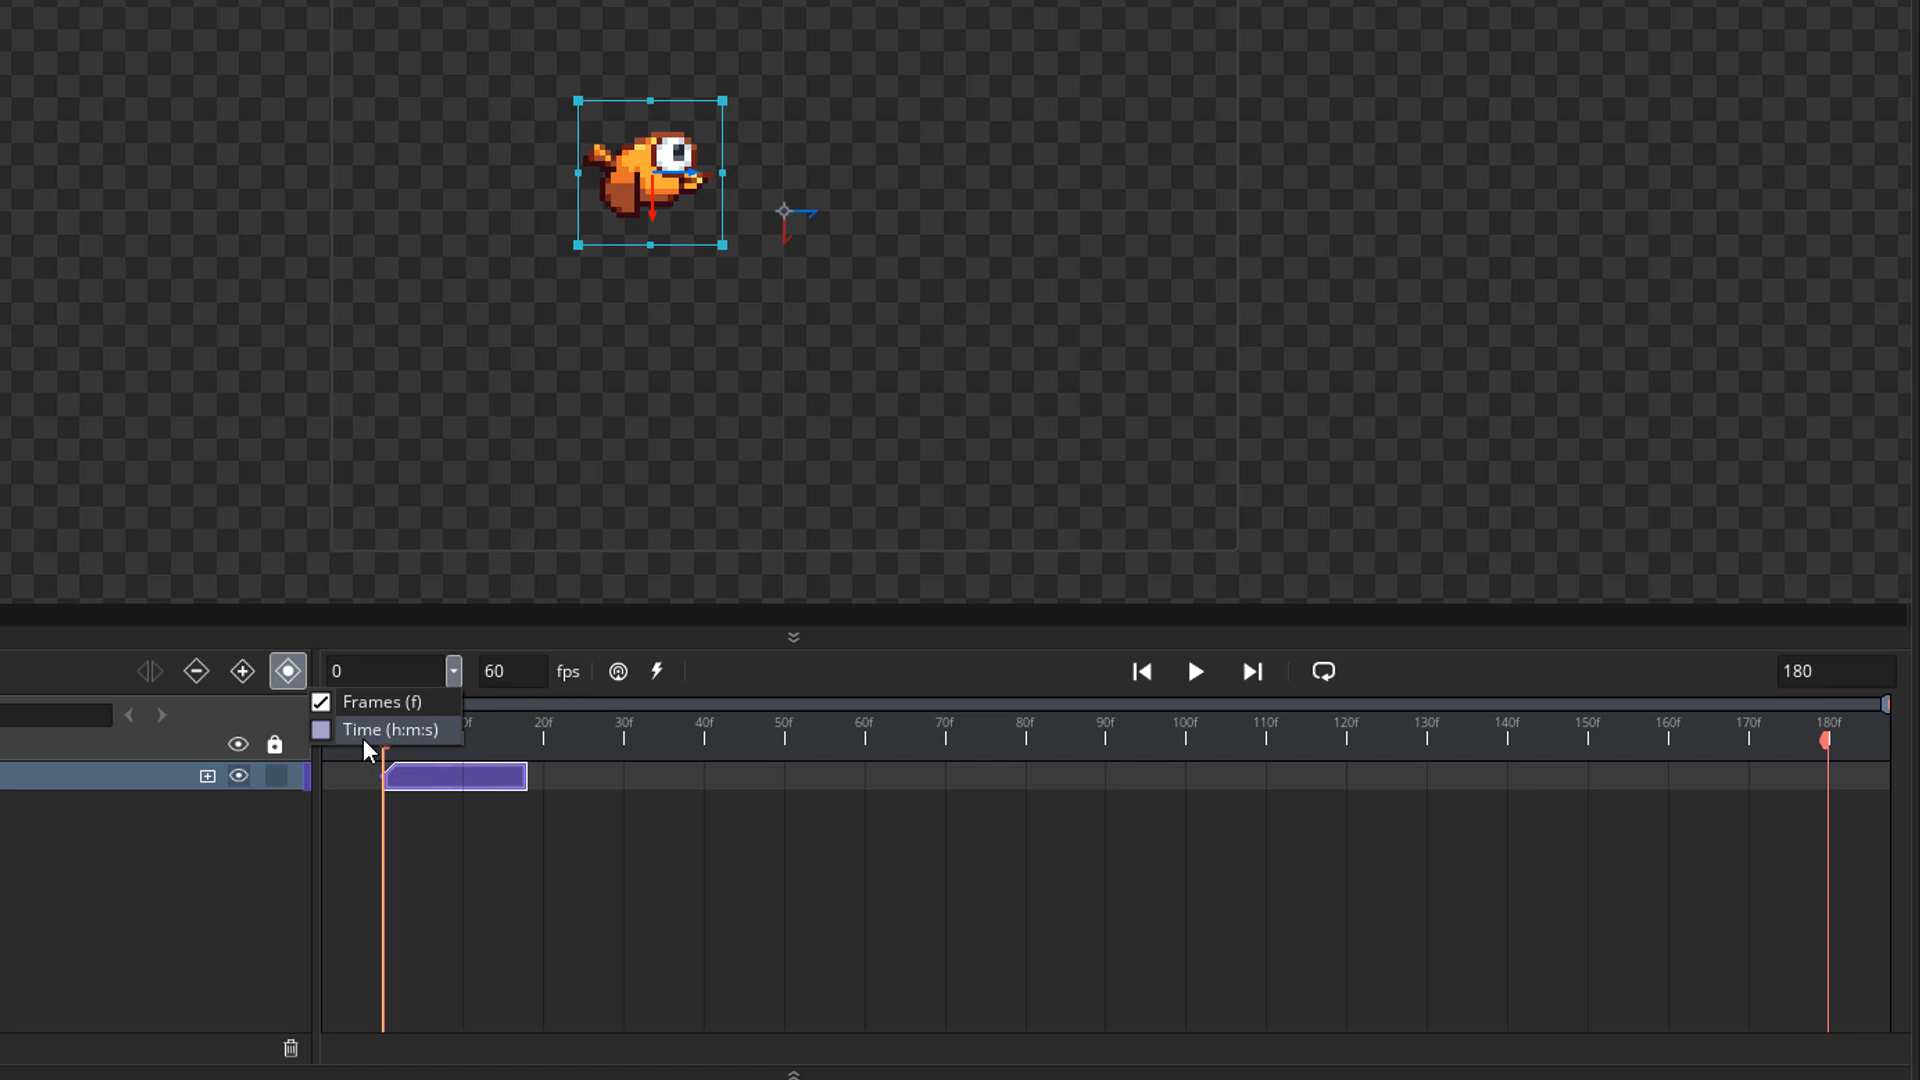 0 60 fps 180
Frames (f)
Time (h:m:s)
0f 20f 30f 40f 50f 60f 70f 80f 90f 100f 110f 120f 130f 140f 150f 160f 170f 180f